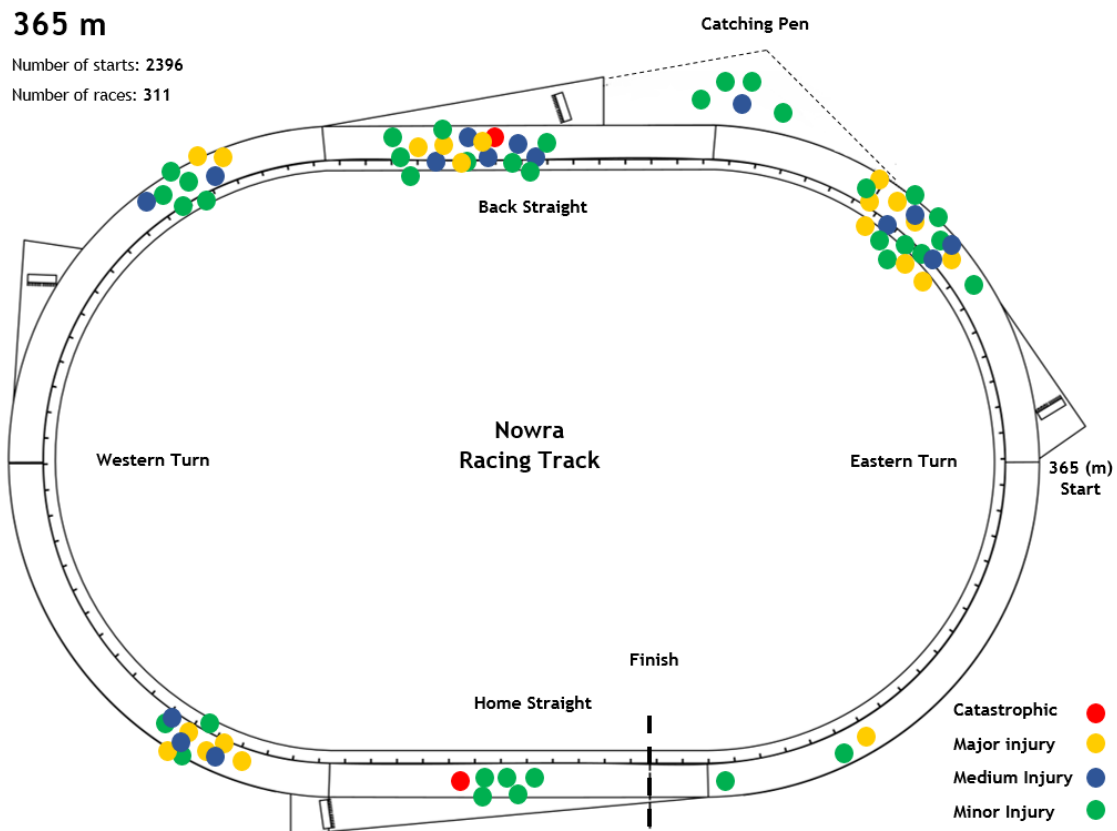 365 m
Number of starts: 2396
Number of races: 311
Catching Pen
Back Straight
Nowra
Racing Track
Western Turn
Eastern Turn
365 (m)
Start
Finish
Home Straight
Catastrophic
Major injury
Medium Injury
Minor Injury